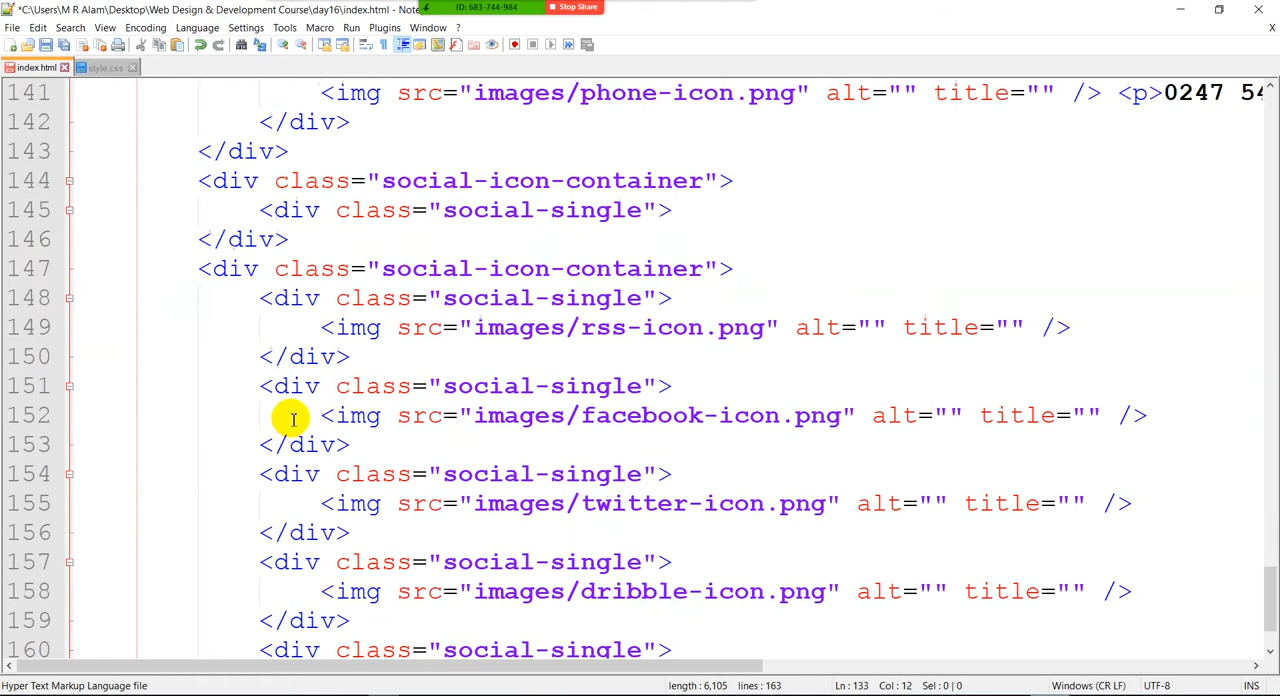 *C:\Users\M R Alam\Desktop\Web Design & Development Course\day16\index.html - Note
ID: 683-744-984
Stop Share
File Edit Search View Encoding Language Settings Tools Macro Run Plugins Window ? X
index.html style.css
141 <img src="images/phone-icon.png" alt="" title="" /> <p>0247 54
142 </div>
143 </div>
144 <div class="social-icon-container">
145 <div class="social-single">
146 </div>
147 <div class="social-icon-container">
148 <div class="social-single">
149 <img src="images/rss-icon.png" alt="" title="" />
150 </div>
151 <div class="social-single">
152 <img src="images/facebook-icon.png" alt="" title="" />
153 </div>
154 <div class="social-single">
155 <img src="images/twitter-icon.png" alt="" title="" />
156 </div>
157 <div class="social-single">
158 <img src="images/dribble-icon.png" alt="" title="" />
159 </div>
160 <div class="social-single">
Hyper Text Markup Language file length : 6,105 lines : 163 Ln : 133 Col : 12 Sel : 0 | 0 Windows (CR LF) UTF-8 INS